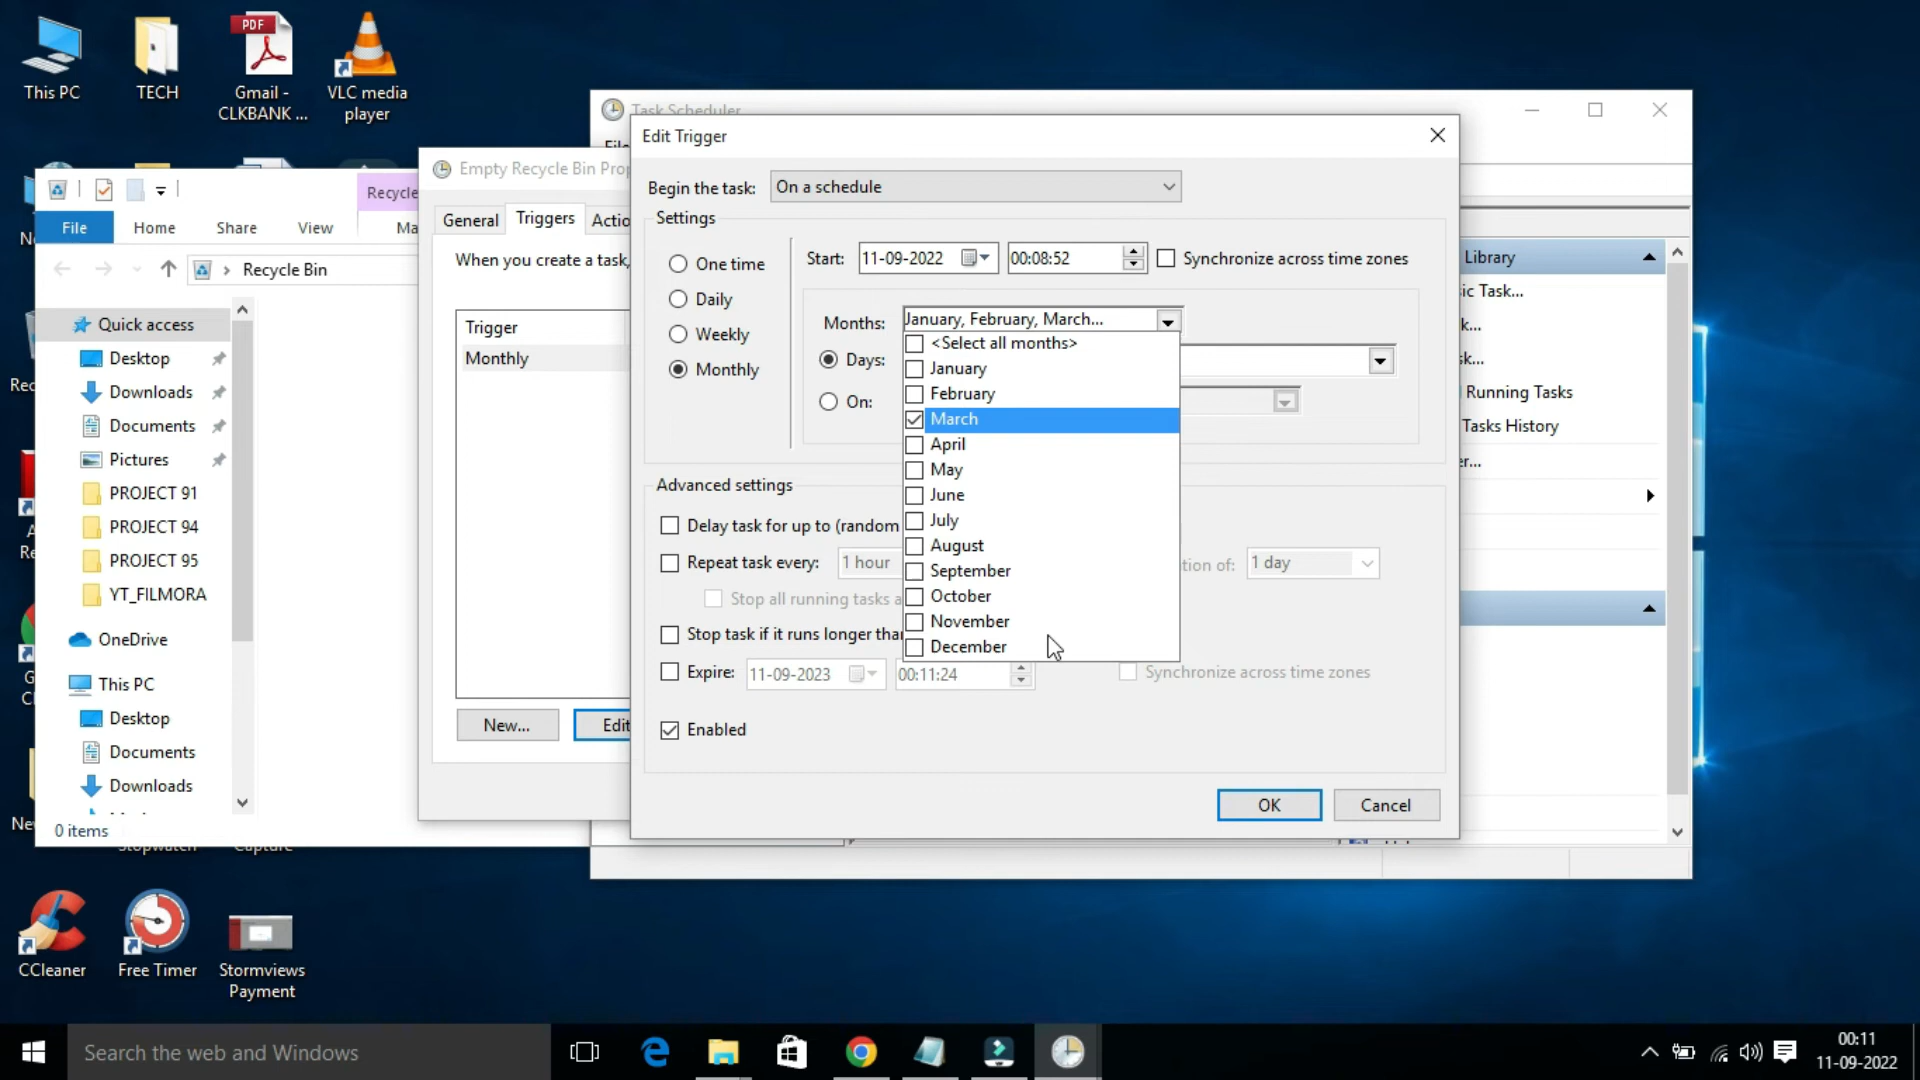 This PC
TECH
PDF
Gmail -
CLKBANK ...
VLC media
player
Task Scheduler
Edit Trigger
Empty Recycle Bin Prop
Begin the task:
On a schedule
Recycle
File
Home
Share
View
Ma
Recycle Bin
General
Triggers
Actio
When you create a task,
Trigger
Monthly
New...
Edit
Settings
One time
Daily
Weekly
Monthly
Start:
11-09-2022
00:08:52
Synchronize across time zones
Months:
January, February, March...
Days:
On:
<Select all months>
January
February
March
April
May
June
July
August
September
October
November
December
Advanced settings
Delay task for up to (random
Repeat task every:
1 hour
tion of:
1 day
Stop all running tasks a
Stop task if it runs longer than
Expire:
11-09-2023
00:11:24
Synchronize across time zones
Enabled
OK
Cancel
Library
ic Task...
k...
sk...
Running Tasks
Tasks History
er...
Quick access
Desktop
Downloads
Documents
Pictures
PROJECT 91
PROJECT 94
PROJECT 95
YT_FILMORA
OneDrive
This PC
Desktop
Documents
Downloads
0 items
Stopwatch
Capture
CCleaner
Free Timer
Stormviews
Payment
Search the web and Windows
00:11
11-09-2022